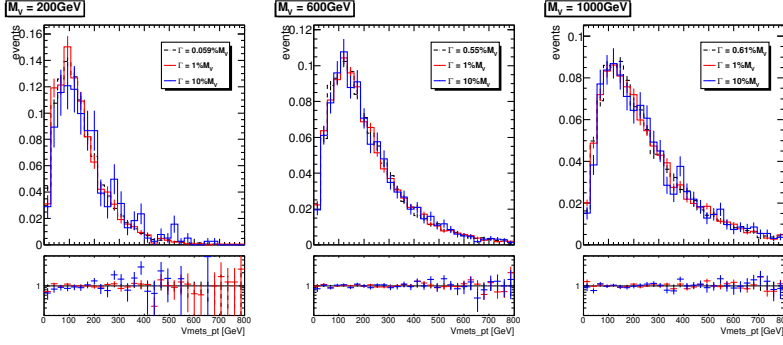 M_V = 200GeV
events
0.16
0.14
0.12
0.1
0.08
0.06
0.04
0.02
0
Γ = 0.059%M_V
Γ = 1%M_V
Γ = 10%M_V
1
0 100 200 300 400 500 600 700 800
Vmets_pt [GeV]
M_V = 600GeV
events
0.12
0.1
0.08
0.06
0.04
0.02
0
Γ = 0.55%M_V
Γ = 1%M_V
Γ = 10%M_V
1
0 100 200 300 400 500 600 700 800
Vmets_pt [GeV]
M_V = 1000GeV
events
0.1
0.08
0.06
0.04
0.02
0
Γ = 0.61%M_V
Γ = 1%M_V
Γ = 10%M_V
1
0 100 200 300 400 500 600 700 80
Vmets_pt [GeV]